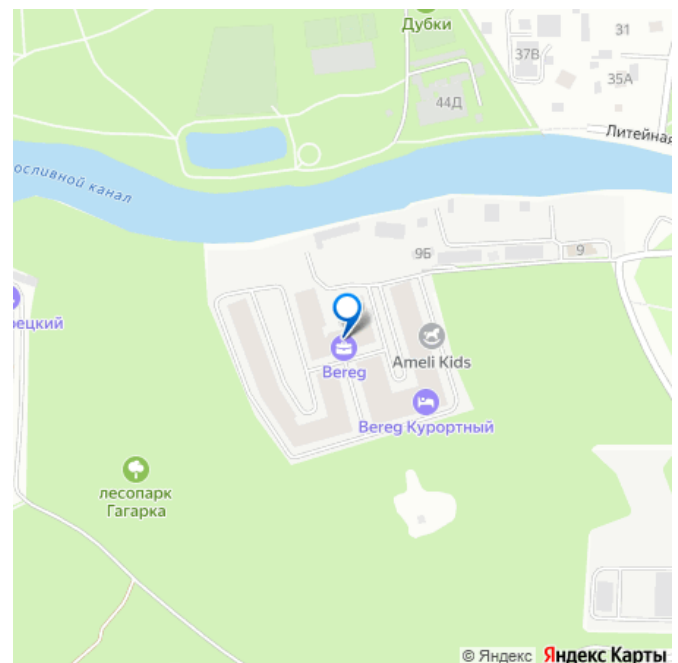 Дубки
31
37В
35А
44Д
Литейная
осливной канал
9Б
9
рецкий
Ameli Kids
Bereg
Bereg Курортный
лесопарк
Гагарка
© Яндекс Яндекс Карты